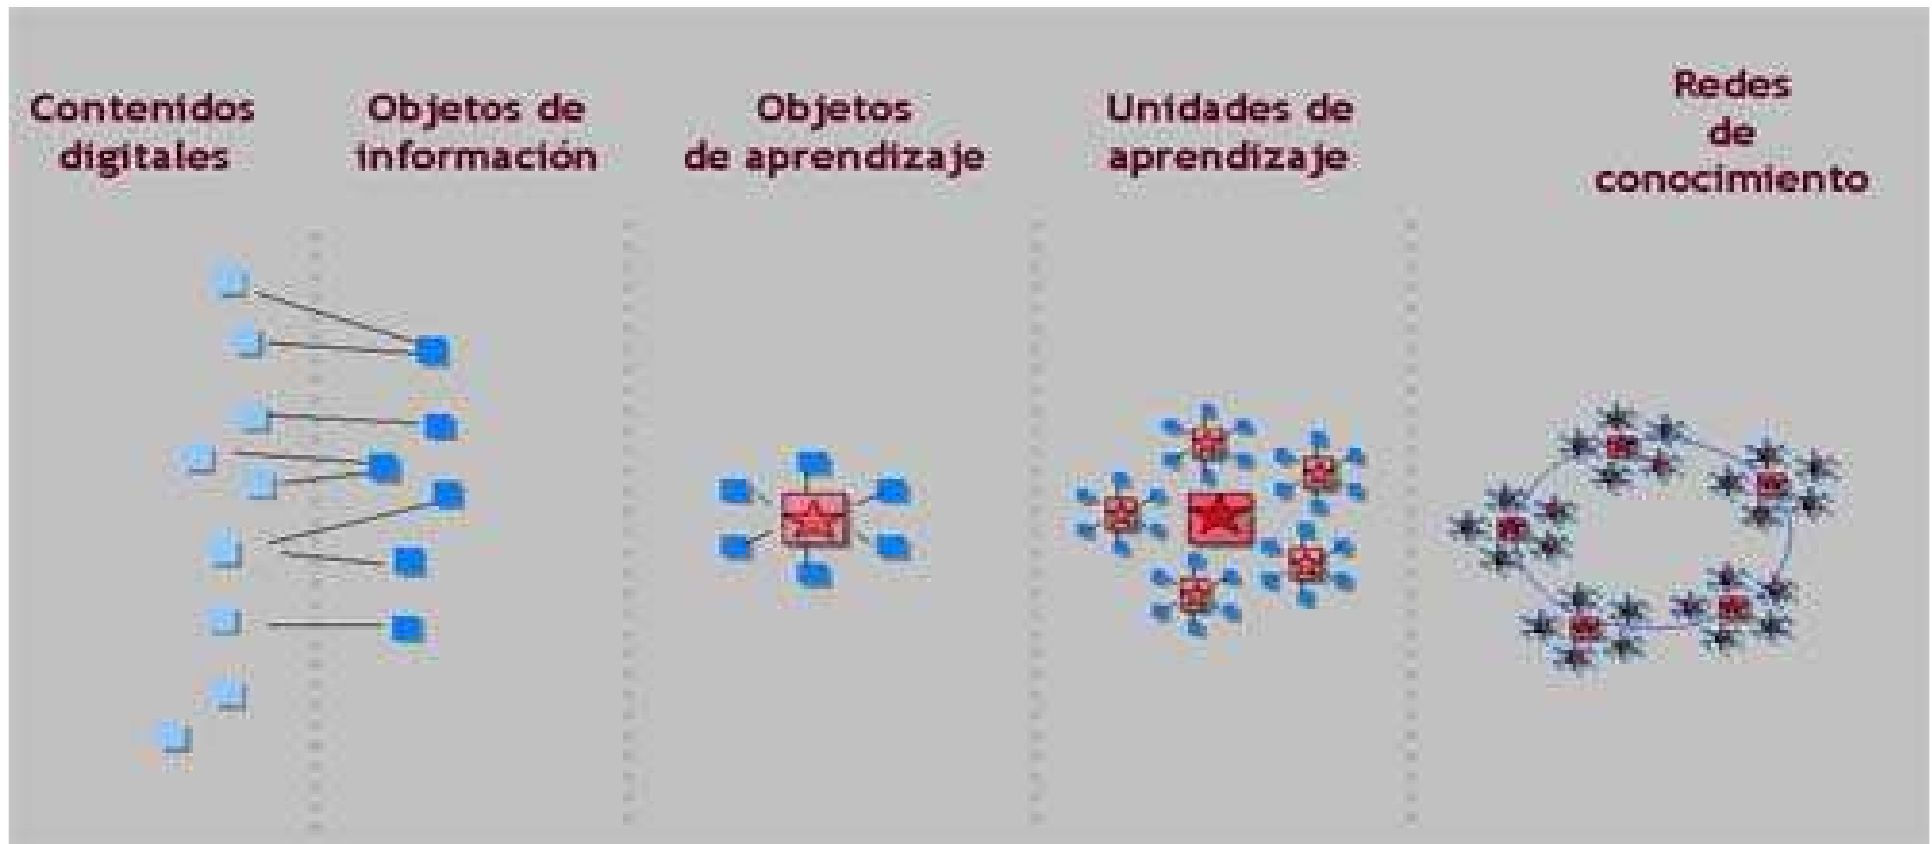 Contenidos
digitales
Objetos de
información
Objetos
de aprendizaje
Unidades de
aprendizaje
Redes
de
conocimiento